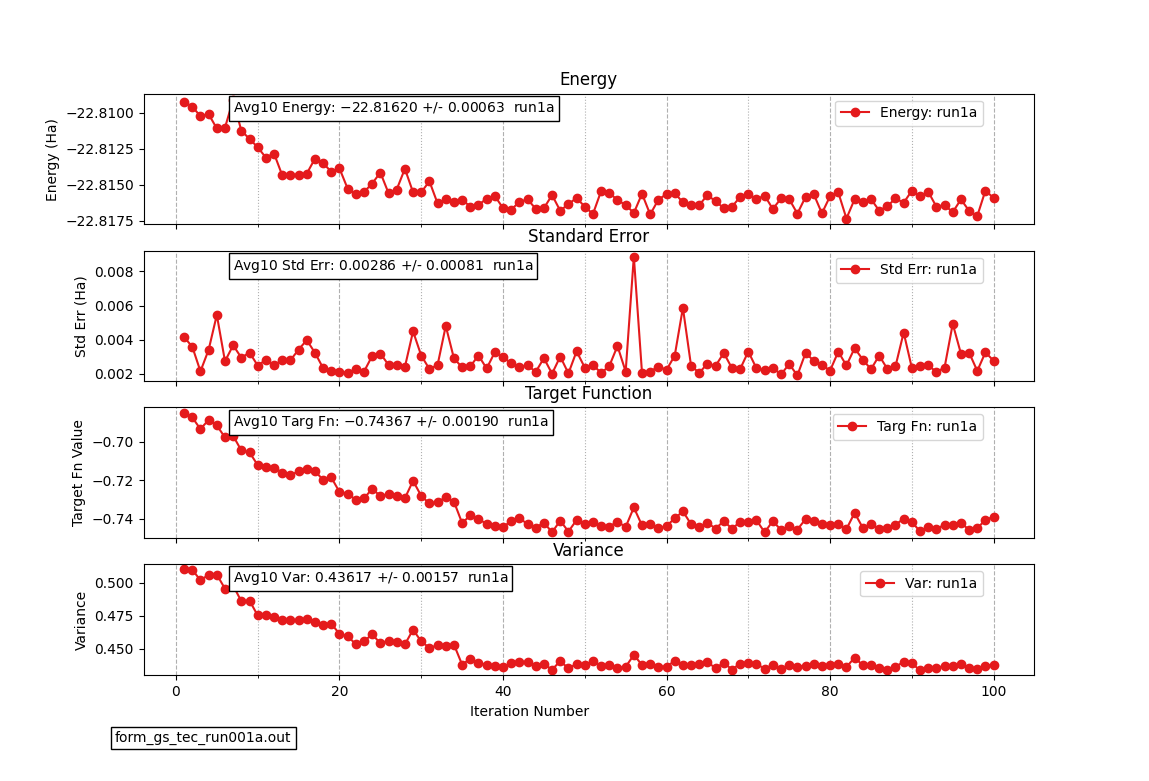 Energy
Avg10 Energy: −22.81620 +/- 0.00063 run1a
Energy: run1a
−22.8100
−22.8125
−22.8150
−22.8175
Energy (Ha)
Standard Error
Avg10 Std Err: 0.00286 +/- 0.00081 run1a
Std Err: run1a
0.008
0.006
0.004
0.002
Std Err (Ha)
Target Function
Avg10 Targ Fn: −0.74367 +/- 0.00190 run1a
Targ Fn: run1a
−0.70
−0.72
−0.74
Target Fn Value
Variance
Avg10 Var: 0.43617 +/- 0.00157 run1a
Var: run1a
0.500
0.475
0.450
Variance
0 20 40 60 80 100
Iteration Number
form_gs_tec_run001a.out